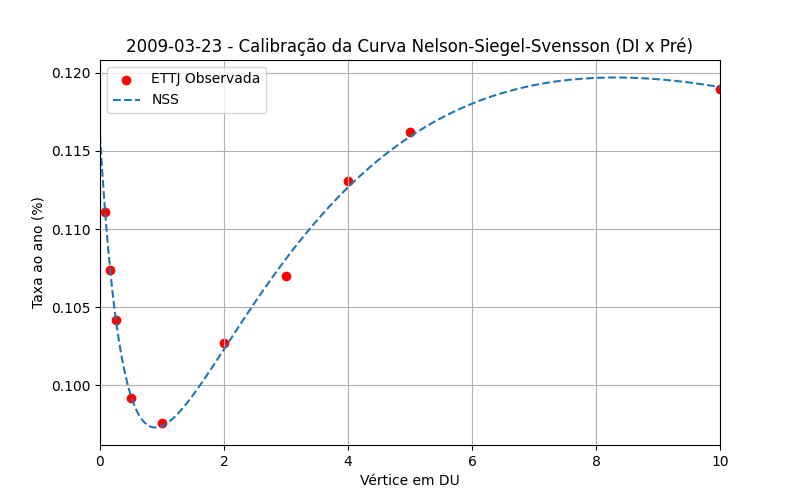 2009-03-23 - Calibração da Curva Nelson-Siegel-Svensson (DI x Pré)
ETTJ Observada
NSS
Taxa ao ano (%)
0.120
0.115
0.110
0.105
0.100
0 2 4 6 8 10
Vértice em DU